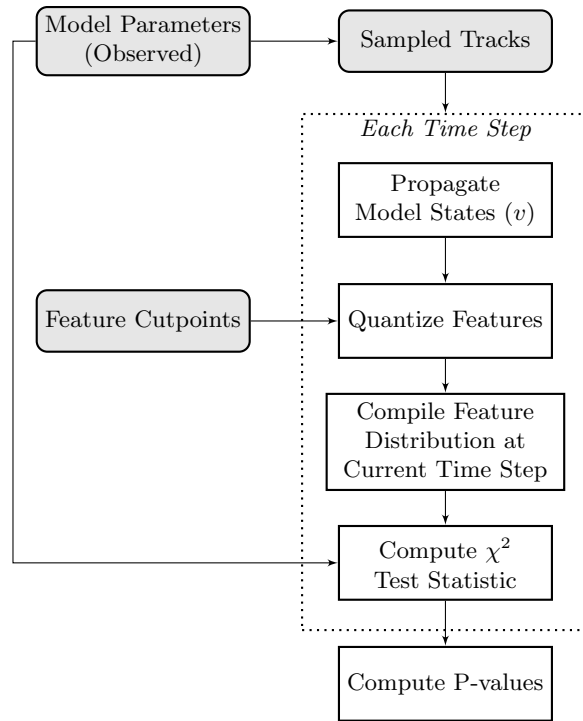 Model Parameters
(Observed)
Sampled Tracks
Each Time Step
Propagate
Model States (v)
Feature Cutpoints
Quantize Features
Compile Feature
Distribution at
Current Time Step
Compute χ²
Test Statistic
Compute P-values